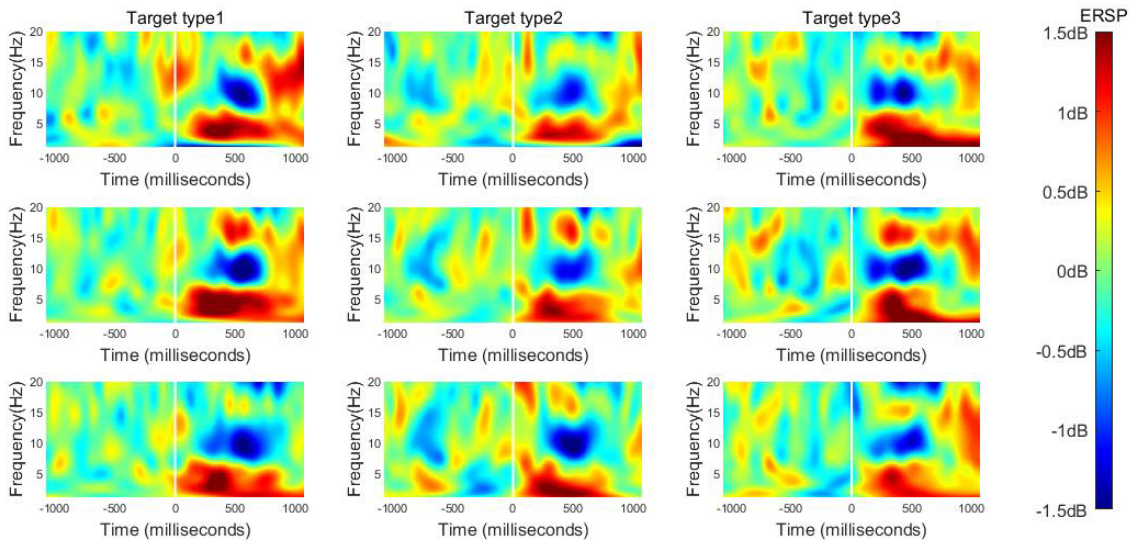 Target type1 Target type2 Target type3 ERSP
Frequency(Hz) 20 15 10 5 Frequency(Hz) 20 15 10 5 Frequency(Hz) 20 15 10 5
-1000 -500 0 500 1000 -1000 -500 0 500 1000 -1000 -500 0 500 1000
Time (milliseconds) Time (milliseconds) Time (milliseconds)
Frequency(Hz) 20 15 10 5 Frequency(Hz) 20 15 10 5 Frequency(Hz) 20 15 10 5
-1000 -500 0 500 1000 -1000 -500 0 500 1000 -1000 -500 0 500 1000
Time (milliseconds) Time (milliseconds) Time (milliseconds)
Frequency(Hz) 20 15 10 5 Frequency(Hz) 20 15 10 5 Frequency(Hz) 20 15 10 5
-1000 -500 0 500 1000 -1000 -500 0 500 1000 -1000 -500 0 500 1000
Time (milliseconds) Time (milliseconds) Time (milliseconds)
1.5dB
1dB
0.5dB
0dB
-0.5dB
-1dB
-1.5dB